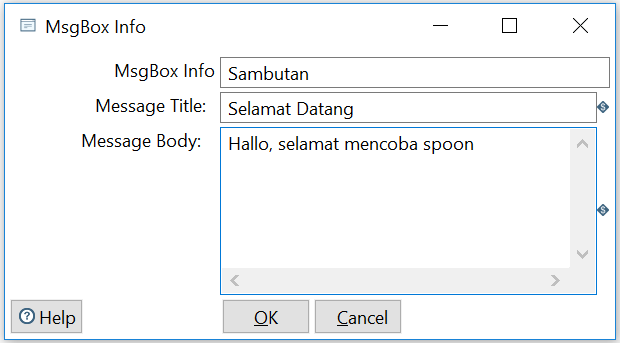 MsgBox Info
MsgBox Info Sambutan
Message Title: Selamat Datang
Message Body: Hallo, selamat mencoba spoon
Help OK Cancel